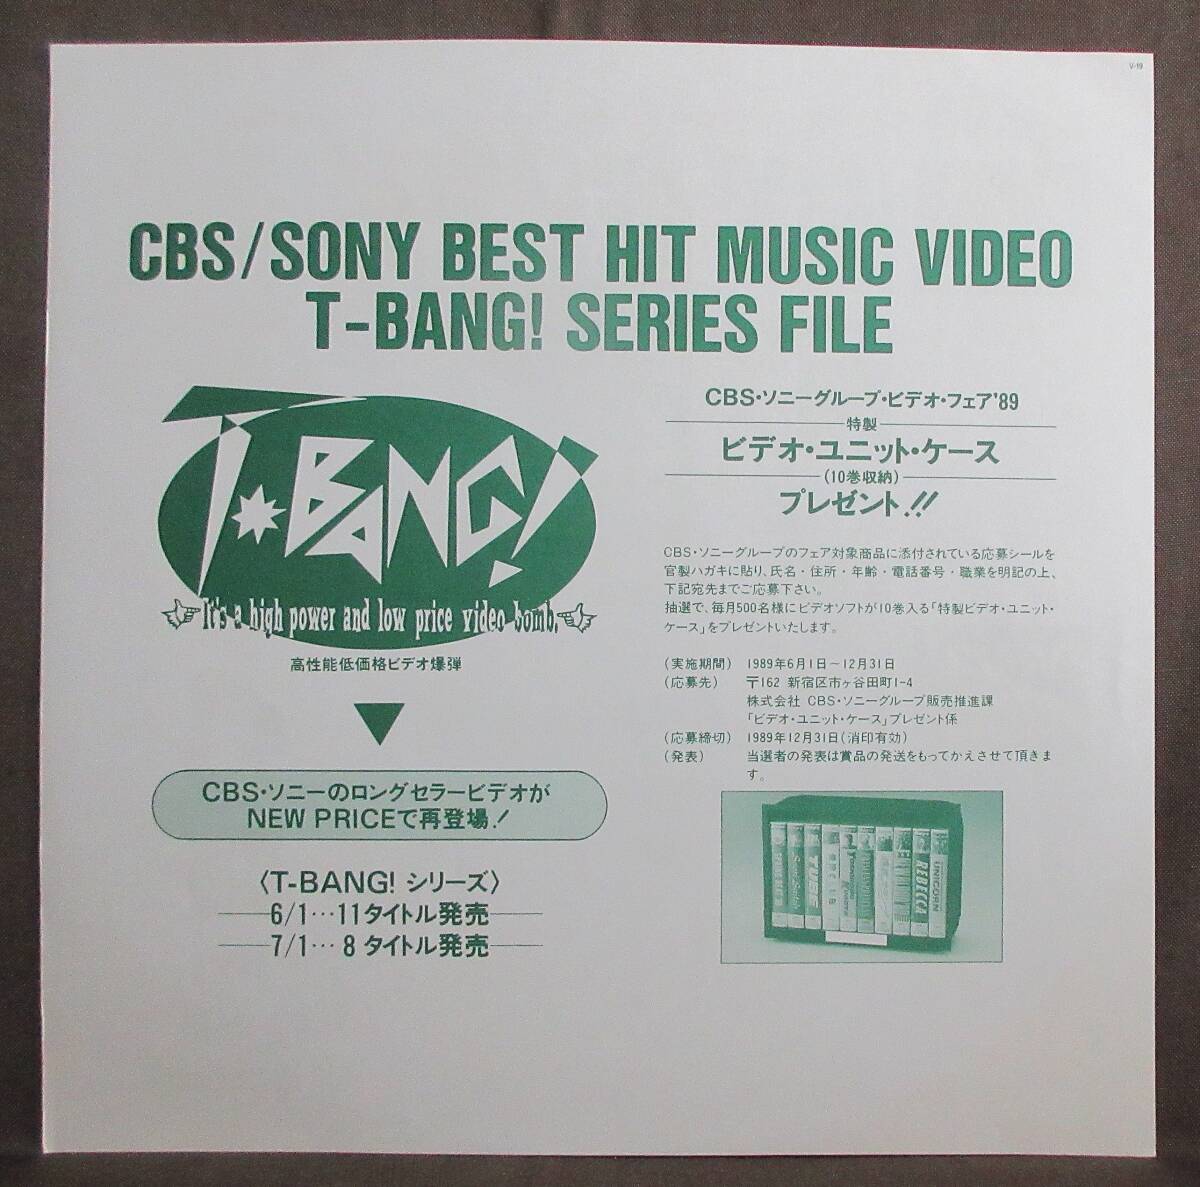 V-19
CBS/SONY BEST HIT MUSIC VIDEO
T-BANG! SERIES FILE
T★BANG!
It's a high power and low price video bomb.
高性能低価格ビデオ爆弾
CBS・ソニーのロングセラービデオが
NEW PRICEで再登場!
〈T-BANG! シリーズ〉
6/1…11タイトル発売
7/1…8タイトル発売
CBS・ソニーグループ・ビデオ・フェア'89
特製
ビデオ・ユニット・ケース
(10巻収納)
プレゼント!!
CBS・ソニーグループのフェア対象商品に添付されている応募シールを
官製ハガキに貼り、氏名・住所・年齢・電話番号・職業を明記の上、
下記宛先までご応募下さい。
抽選で、毎月500名様にビデオソフトが10巻入る「特製ビデオ・ユニット・
ケース」をプレゼントいたします。
(実施期間) 1989年6月1日~12月31日
(応募先) 〒162 新宿区市ヶ谷田町1-4
株式会社 CBS・ソニーグループ販売推進課
「ビデオ・ユニット・ケース」プレゼント係
(応募締切) 1989年12月31日(消印有効)
(発表) 当選者の発表は賞品の発送をもってかえさせて頂きま
す。
TUBE
REBECCA
UNICORN